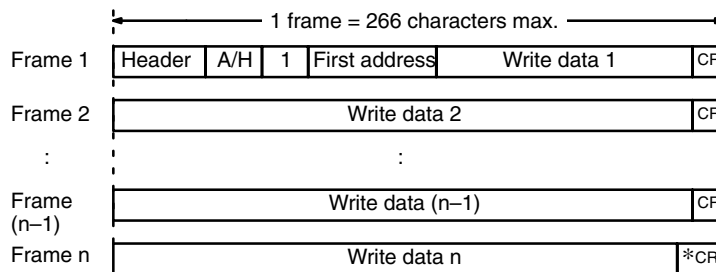 1 frame = 266 characters max.
Frame 1 Header A/H 1 First address Write data 1 CR
Frame 2 Write data 2 CR
: :
Frame (n–1) Write data (n–1) CR
Frame n Write data n *CR